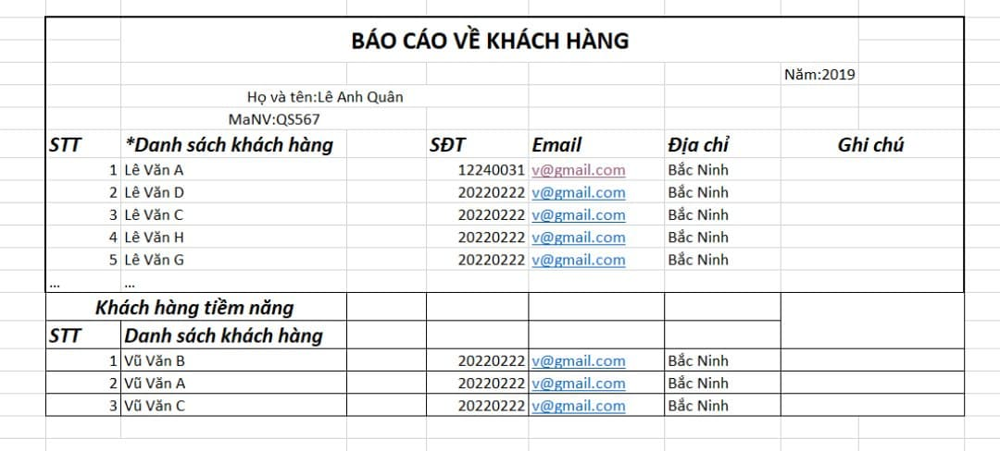 BÁO CÁO VỀ KHÁCH HÀNG
Năm:2019
Họ và tên:Lê Anh Quân
MaNV:QS567
STT *Danh sách khách hàng SĐT Email Địa chỉ Ghi chú
1 Lê Văn A 12240031 v@gmail.com Bắc Ninh
2 Lê Văn D 20220222 v@gmail.com Bắc Ninh
3 Lê Văn C 20220222 v@gmail.com Bắc Ninh
4 Lê Văn H 20220222 v@gmail.com Bắc Ninh
5 Lê Văn G 20220222 v@gmail.com Bắc Ninh
... ...
Khách hàng tiềm năng
STT Danh sách khách hàng
1 Vũ Văn B 20220222 v@gmail.com Bắc Ninh
2 Vũ Văn A 20220222 v@gmail.com Bắc Ninh
3 Vũ Văn C 20220222 v@gmail.com Bắc Ninh